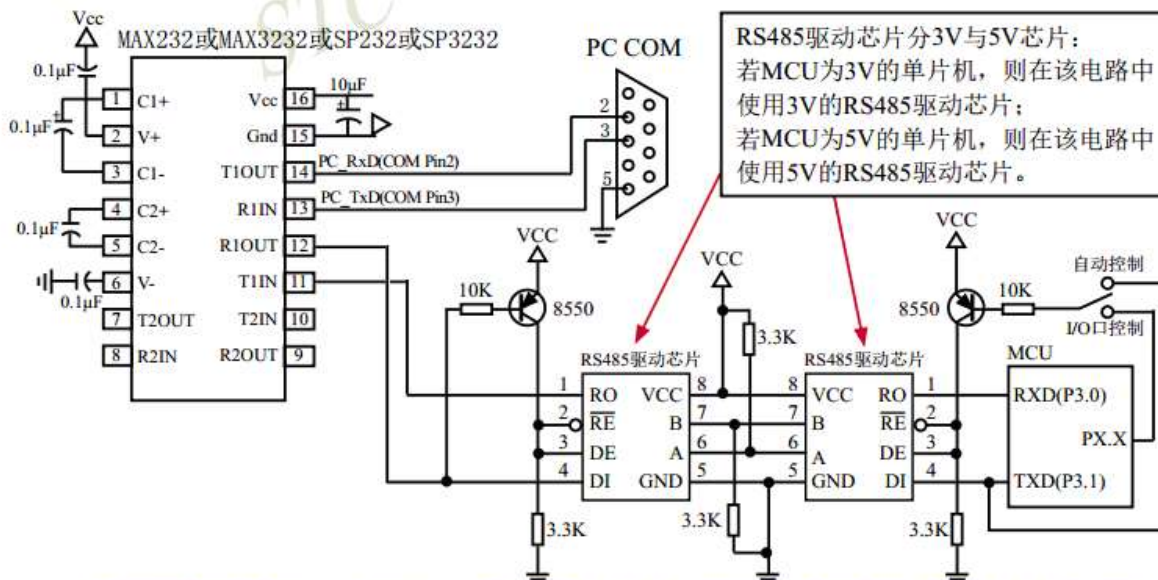 STC
Vcc
MAX232或MAX3232或SP232或SP3232
0.1μF
0.1μF
0.1μF
0.1μF
1 C1+
2 V+
3 C1-
4 C2+
5 C2-
6 V-
7 T2OUT
8 R2IN
Vcc 16
Gnd 15
T1OUT 14
R1IN 13
R1OUT 12
T1IN 11
T2IN 10
R2OUT 9
10μF
PC_RxD(COM Pin2)
PC_TxD(COM Pin3)
PC COM
2
3
5
RS485驱动芯片分3V与5V芯片：
若MCU为3V的单片机，则在该电路中
使用3V的RS485驱动芯片；
若MCU为5V的单片机，则在该电路中
使用5V的RS485驱动芯片。
VCC
10K
8550
3.3K
RS485驱动芯片
1 RO
2 RE
3 DE
4 DI
VCC 8
B 7
A 6
GND 5
VCC
3.3K
3.3K
RS485驱动芯片
8 VCC
7 B
6 A
5 GND
RO 1
RE 2
DE 3
DI 4
VCC
8550
10K
3.3K
自动控制
I/O口控制
MCU
RXD(P3.0)
PX.X
TXD(P3.1)